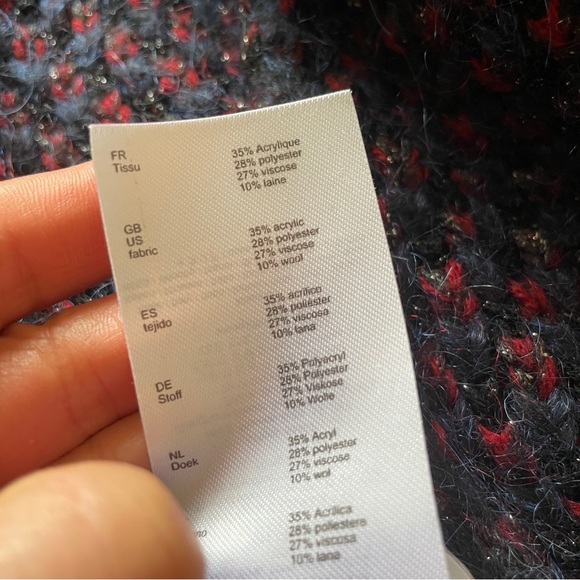 FR 35% Acrylique
Tissu 28% polyester
27% viscose
10% laine
GB 35% acrylic
US 28% polyester
fabric 27% viscose
10% wool
ES 35% acrílico
tejido 28% poliéster
27% viscosa
10% lana
DE 35% Polyacryl
Stoff 28% Polyester
27% Viskose
10% Wolle
NL 35% Acryl
Doek 28% polyester
27% viscose
10% wol
35% Acrilica
28% poliestere
27% viscosa
10% lana